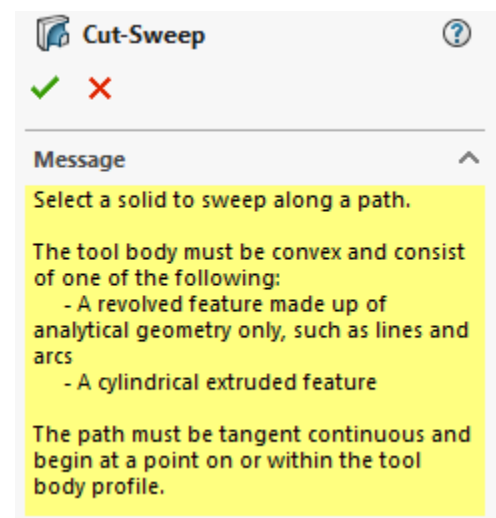 Cut-Sweep
Message
Select a solid to sweep along a path.
The tool body must be convex and consist
of one of the following:
- A revolved feature made up of
analytical geometry only, such as lines and
arcs
- A cylindrical extruded feature
The path must be tangent continuous and
begin at a point on or within the tool
body profile.